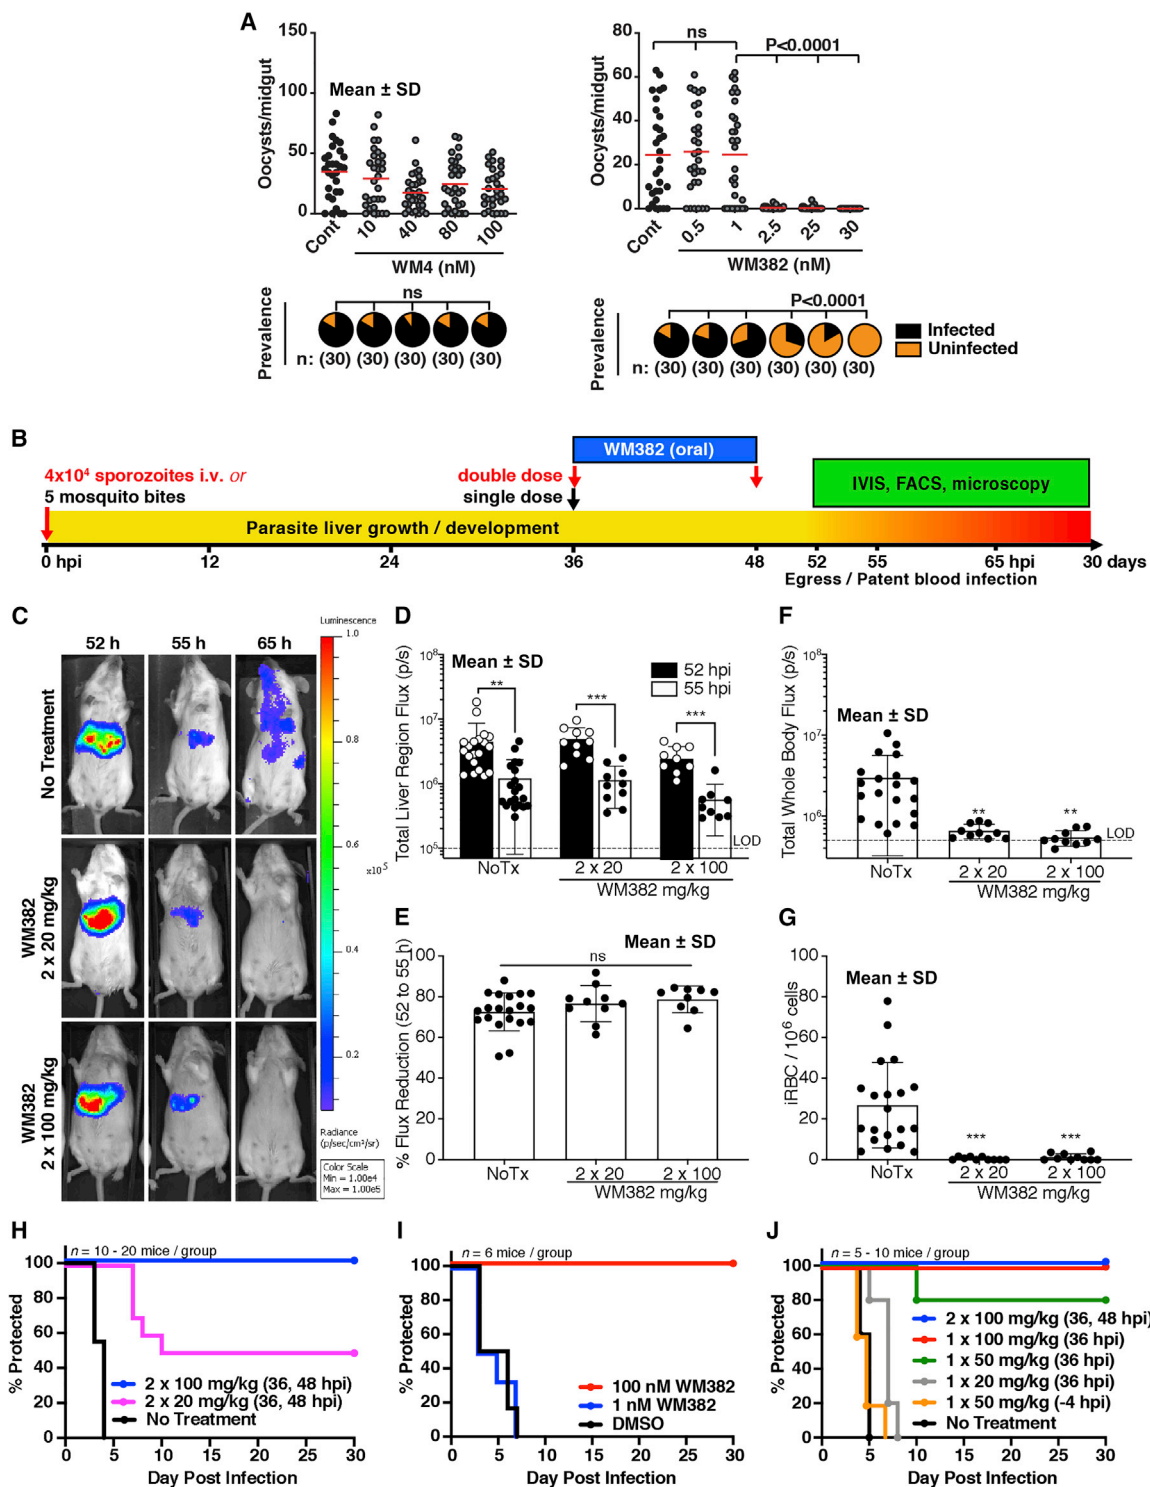 A
150
100
50
0
Oocysts/midgut
Mean ± SD
Cont
10
40
80
100
WM4 (nM)
80
60
40
20
0
Oocysts/midgut
ns
P<0.0001
Cont
0.5
1
2.5
25
30
WM382 (nM)
Prevalence
ns
n: (30) (30) (30) (30) (30)
Prevalence
P<0.0001
n: (30) (30) (30) (30) (30) (30)
Infected
Uninfected
B
4x10⁴ sporozoites i.v. or
5 mosquito bites
double dose
single dose
WM382 (oral)
IVIS, FACS, microscopy
Parasite liver growth / development
0 hpi 12 24 36 48 52 55 65 hpi 30 days
Egress / Patent blood infection
C
52 h 55 h 65 h
No Treatment
WM382
2 x 20 mg/kg
WM382
2 x 100 mg/kg
Luminescence
1.0
0.8
0.6
x10⁵
0.4
0.2
Radiance
(p/sec/cm²/sr)
Color Scale
Min = 1.00e4
Max = 1.00e5
D
Total Liver Region Flux (p/s)
10⁸
10⁷
10⁶
10⁵
Mean ± SD
52 hpi
55 hpi
**
***
***
LOD
NoTx 2 x 20 2 x 100
WM382 mg/kg
E
% Flux Reduction (52 to 55 h)
100
80
60
40
20
0
Mean ± SD
ns
NoTx 2 x 20 2 x 100
WM382 mg/kg
F
Total Whole Body Flux (p/s)
10⁸
10⁷
10⁶
Mean ± SD
**
**
LOD
NoTx 2 x 20 2 x 100
WM382 mg/kg
G
iRBC / 10⁶ cells
100
80
60
40
20
0
Mean ± SD
***
***
NoTx 2 x 20 2 x 100
WM382 mg/kg
H
n = 10 - 20 mice / group
% Protected
100
80
60
40
20
0
2 x 100 mg/kg (36, 48 hpi)
2 x 20 mg/kg (36, 48 hpi)
No Treatment
0 5 10 15 20 25 30
Day Post Infection
I
n = 6 mice / group
% Protected
100
80
60
40
20
0
100 nM WM382
1 nM WM382
DMSO
0 5 10 15 20 25 30
Day Post Infection
J
n = 5 - 10 mice / group
% Protected
100
80
60
40
20
0
2 x 100 mg/kg (36, 48 hpi)
1 x 100 mg/kg (36 hpi)
1 x 50 mg/kg (36 hpi)
1 x 20 mg/kg (36 hpi)
1 x 50 mg/kg (-4 hpi)
No Treatment
0 5 10 15 20 25 30
Day Post Infection